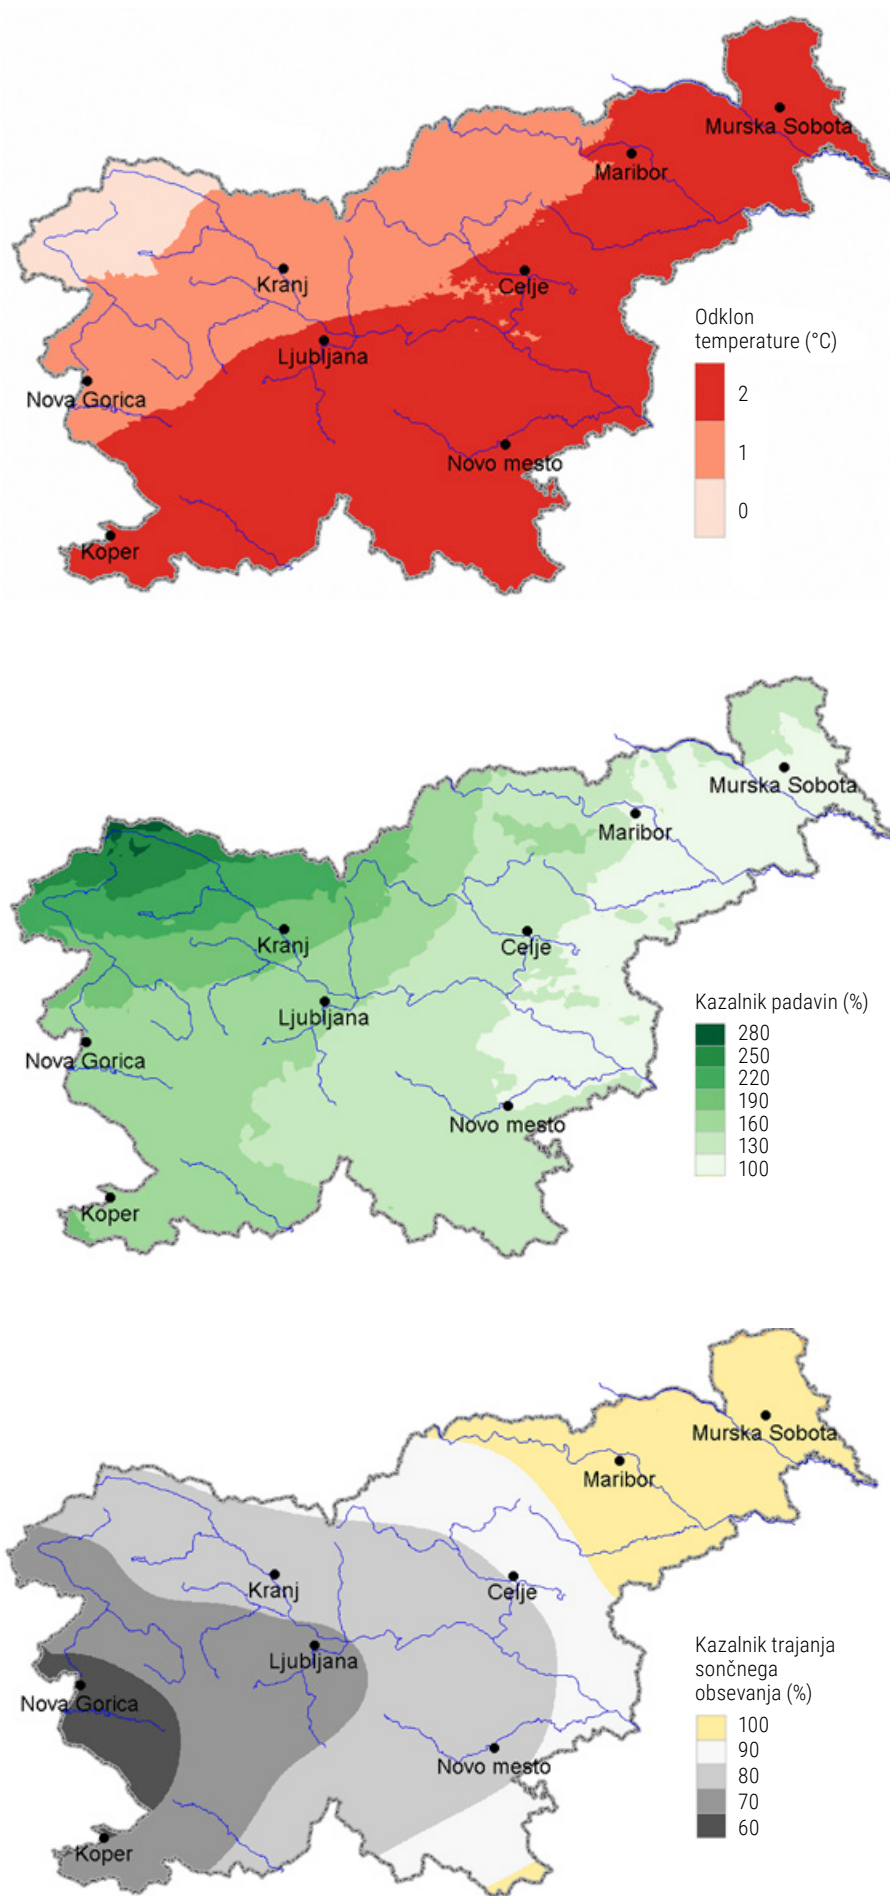 Murska Sobota
Maribor
Kranj
Celje
Ljubljana
Nova Gorica
Novo mesto
Koper
Odklon
temperature (°C)
2
1
0
Murska Sobota
Maribor
Kranj
Celje
Ljubljana
Nova Gorica
Novo mesto
Koper
Kazalnik padavin (%)
280
250
220
190
160
130
100
Murska Sobota
Maribor
Kranj
Celje
Ljubljana
Nova Gorica
Novo mesto
Koper
Kazalnik trajanja
sončnega
obsevanja (%)
100
90
80
70
60